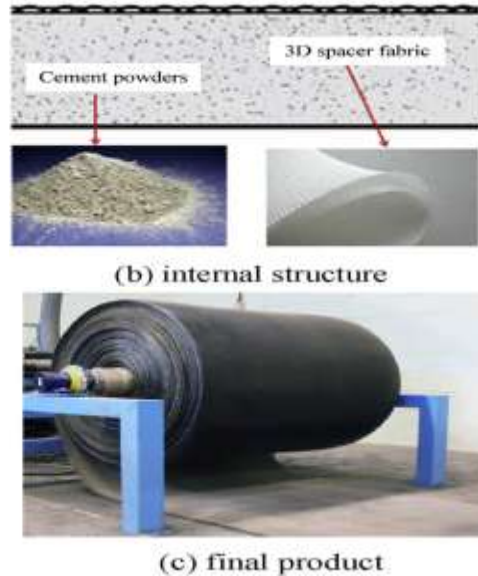 Cement powders
3D spacer fabric
(b) internal structure
(c) final product